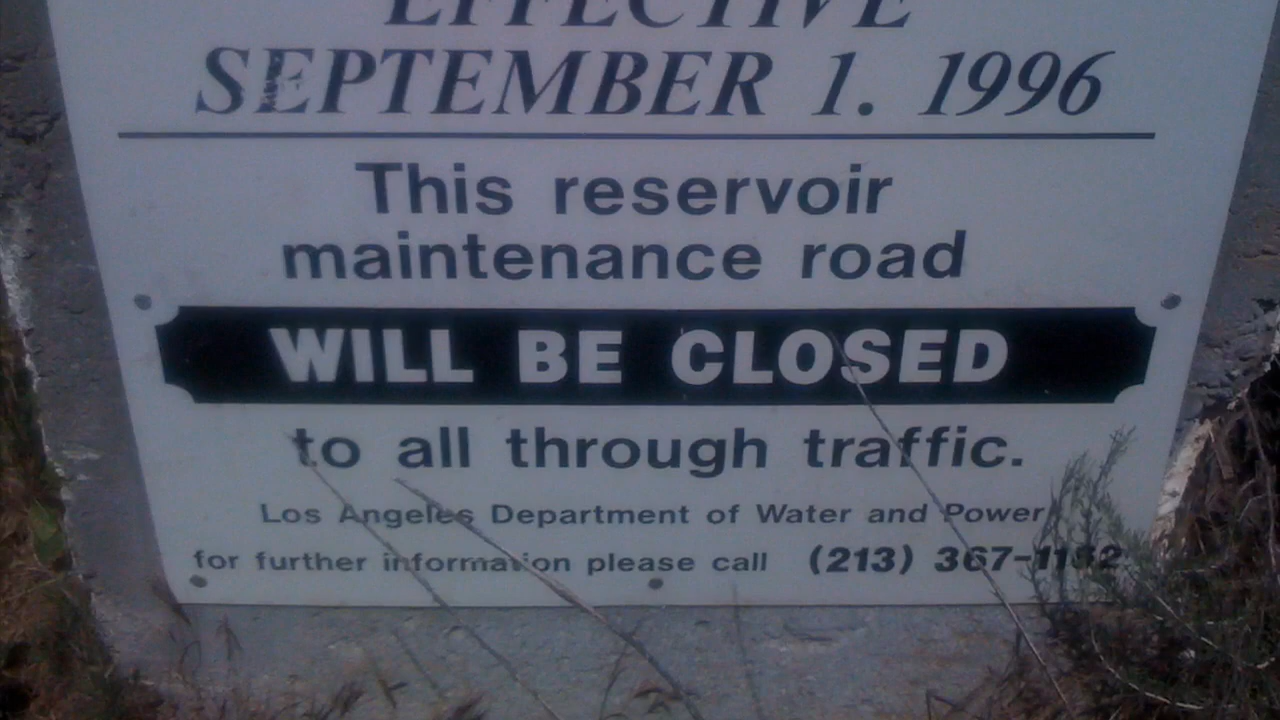 EFFECTIVE
SEPTEMBER 1. 1996
This reservoir
maintenance road
WILL BE CLOSED
to all through traffic.
Los Angeles Department of Water and Power
for further information please call (213)